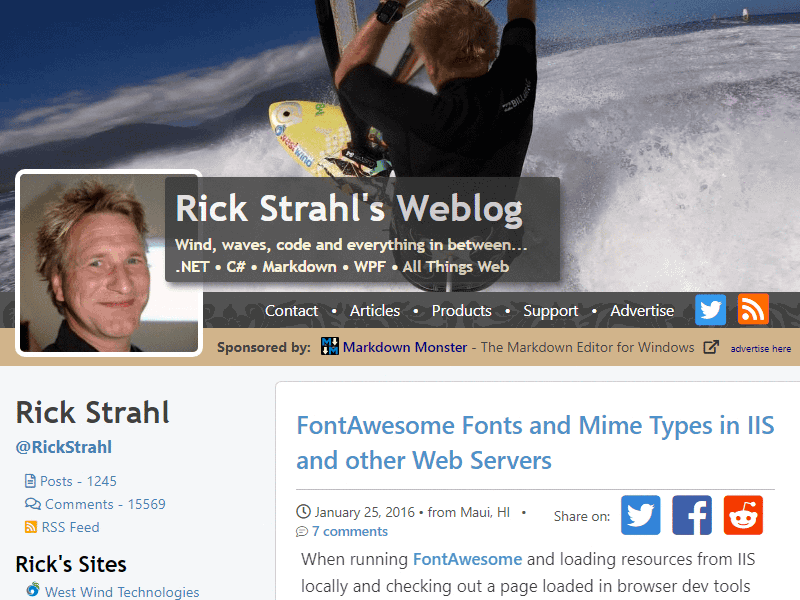 BILLABONG
west wind
Rick Strahl's Weblog
Wind, waves, code and everything in between...
.NET • C# • Markdown • WPF • All Things Web
Contact • Articles • Products • Support • Advertise
Sponsored by: Markdown Monster - The Markdown Editor for Windows advertise here
Rick Strahl
@RickStrahl
Posts - 1245
Comments - 15569
RSS Feed
Rick's Sites
West Wind Technologies
FontAwesome Fonts and Mime Types in IIS
and other Web Servers
January 25, 2016 • from Maui, HI •
7 comments
Share on:
When running FontAwesome and loading resources from IIS
locally and checking out a page loaded in browser dev tools